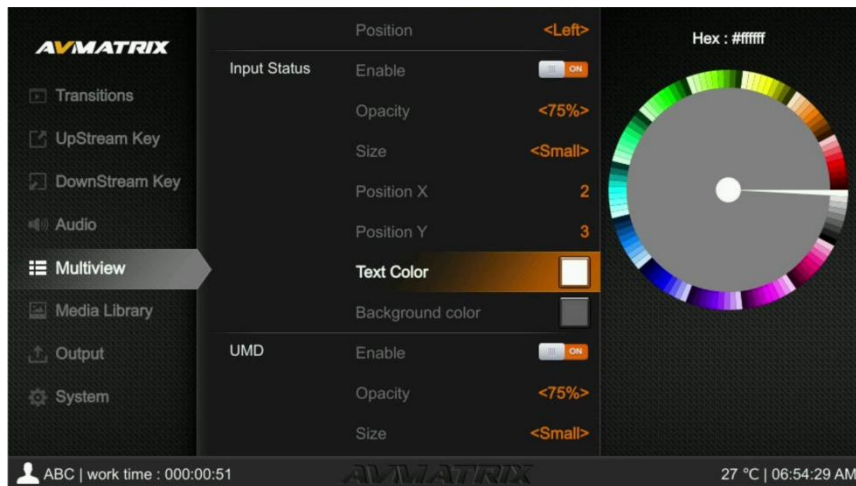 AVMATRIX
Transitions
UpStream Key
DownStream Key
Audio
Multiview
Media Library
Output
System
Position <Left>
Input Status Enable ON
Opacity <75%>
Size <Small>
Position X 2
Position Y 3
Text Color
Background color
UMD Enable ON
Opacity <75%>
Size <Small>
Hex : #ffffff
ABC | work time : 000:00:51
AVMATRIX
27 °C | 06:54:29 AM